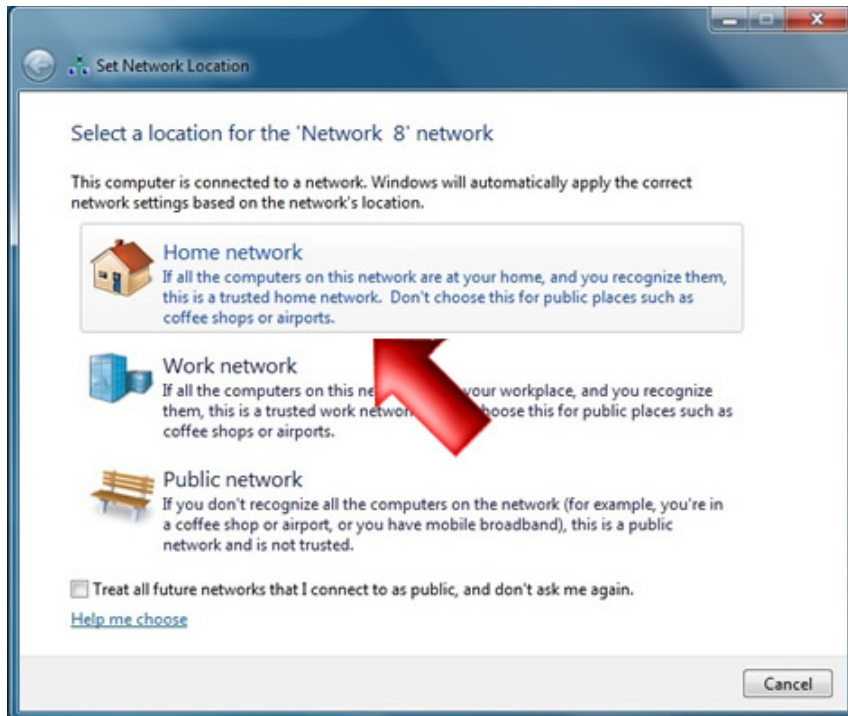 Set Network Location
Select a location for the 'Network 8' network
This computer is connected to a network. Windows will automatically apply the correct
network settings based on the network's location.
Home network
If all the computers on this network are at your home, and you recognize them,
this is a trusted home network. Don't choose this for public places such as
coffee shops or airports.
Work network
If all the computers on this your workplace, and you recognize
them, this is a trusted work this for public places such as
coffee shops or airports.
Public network
If you don't recognize all the computers on the network (for example, you're in
a coffee shop or airport, or you have mobile broadband), this is a public
network and is not trusted.
Treat all future networks that I connect to as public, and don't ask me again.
Help me choose
Cancel